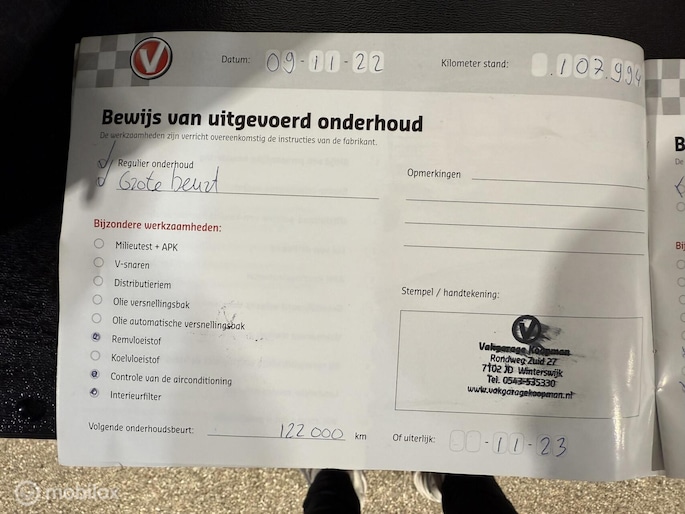 V
Datum: 09-11-22
Kilometer stand: .107.994
Bewijs van uitgevoerd onderhoud
De werkzaamheden zijn verricht overeenkomstig de instructies van de fabrikant.
Regulier onderhoud
Grote beurt
Opmerkingen
Bijzondere werkzaamheden:
Milieutest + APK
V-snaren
Distributieriem
Olie versnellingsbak
Olie automatische versnellingsbak
Remvloeistof
Koelvloeistof
Controle van de airconditioning
Interieurfilter
Stempel / handtekening:
V
Vakgarage Koopman
Rondweg Zuid 27
7102 JD Winterswijk
Tel. 0543-535330
www.vakgaragekoopman.nl
Volgende onderhoudsbeurt: 122000 km
Of uiterlijk: -11-23
B
De
Bi
mobilox